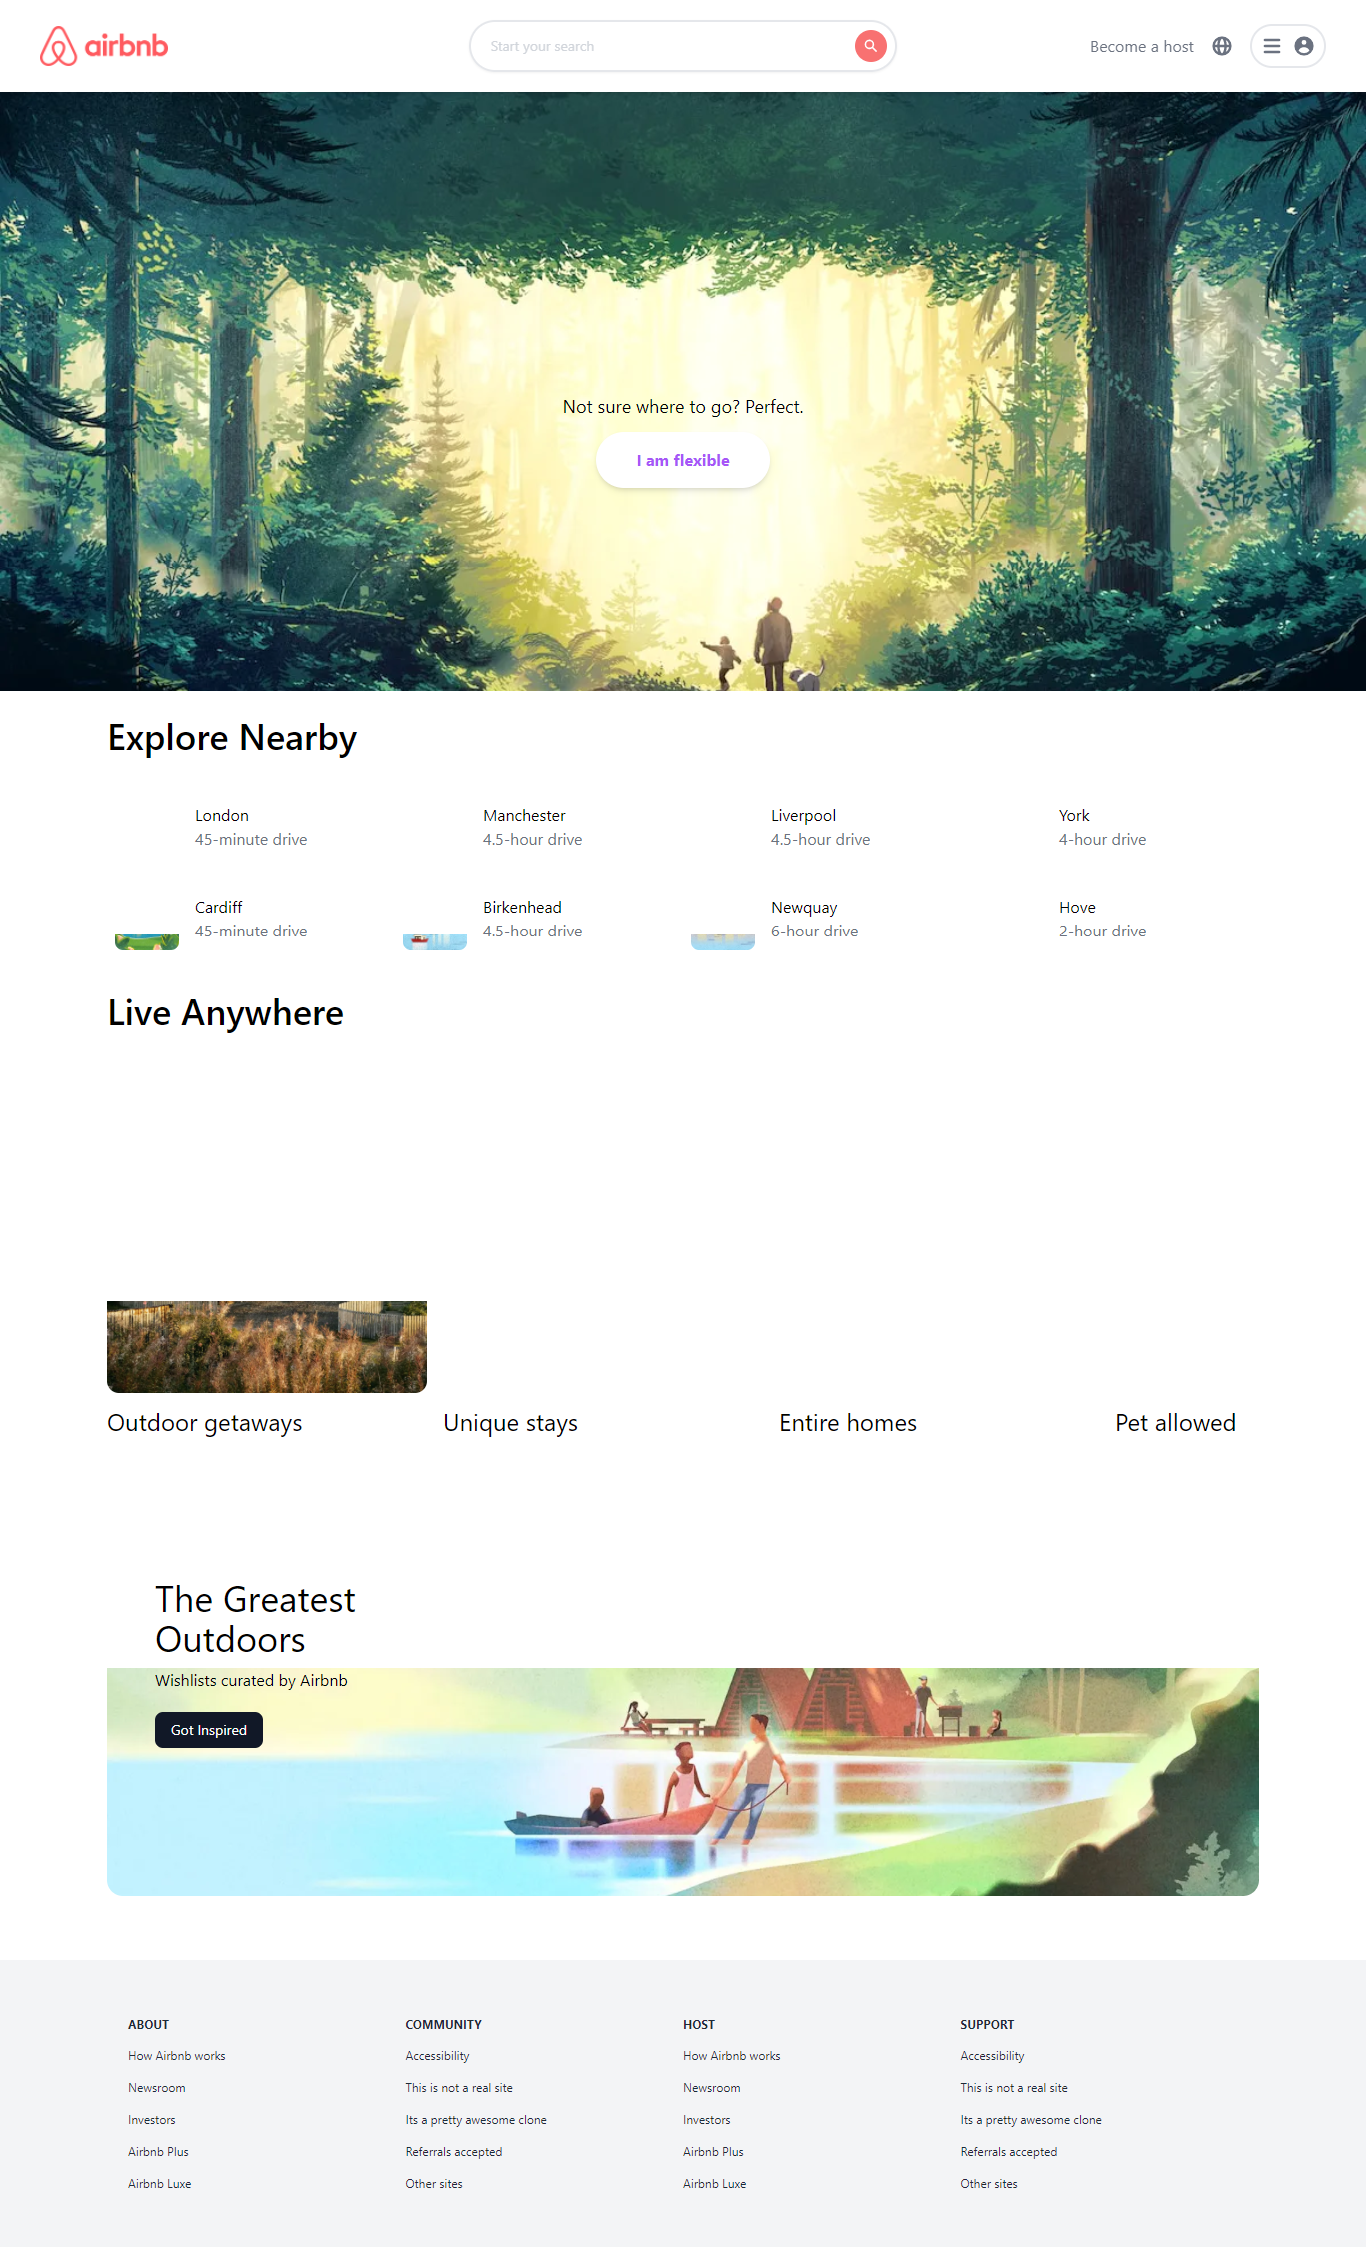 airbnb
Start your search
Become a host
Not sure where to go? Perfect.
I am flexible
Explore Nearby
London
45-minute drive
Manchester
4.5-hour drive
Liverpool
4.5-hour drive
York
4-hour drive
Cardiff
45-minute drive
Birkenhead
4.5-hour drive
Newquay
6-hour drive
Hove
2-hour drive
Live Anywhere
Outdoor getaways
Unique stays
Entire homes
Pet allowed
The Greatest
Outdoors
Wishlists curated by Airbnb
Got Inspired
ABOUT
How Airbnb works
Newsroom
Investors
Airbnb Plus
Airbnb Luxe
COMMUNITY
Accessibility
This is not a real site
Its a pretty awesome clone
Referrals accepted
Other sites
HOST
How Airbnb works
Newsroom
Investors
Airbnb Plus
Airbnb Luxe
SUPPORT
Accessibility
This is not a real site
Its a pretty awesome clone
Referrals accepted
Other sites